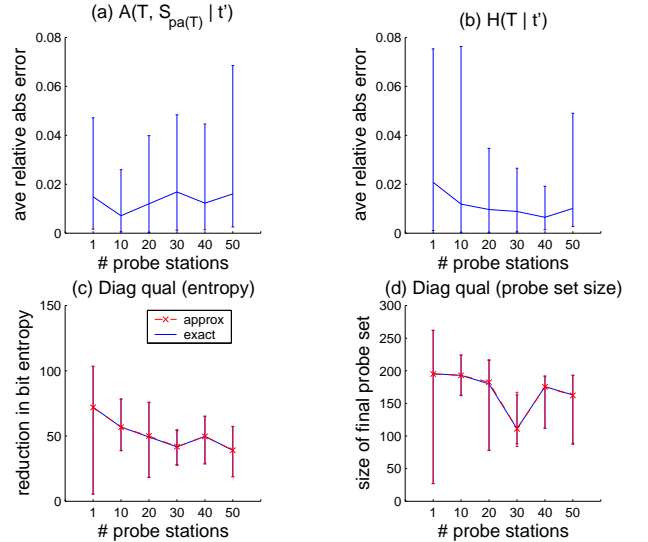 (a) A(T, S_pa(T) | t')
ave relative abs error
0.08
0.06
0.04
0.02
0
1 10 20 30 40 50
# probe stations
(b) H(T | t')
ave relative abs error
0.08
0.06
0.04
0.02
0
1 10 20 30 40 50
# probe stations
(c) Diag qual (entropy)
reduction in bit entropy
150
100
50
0
approx
exact
1 10 20 30 40 50
# probe stations
(d) Diag qual (probe set size)
size of final probe set
300
250
200
150
100
50
0
1 10 20 30 40 50
# probe stations